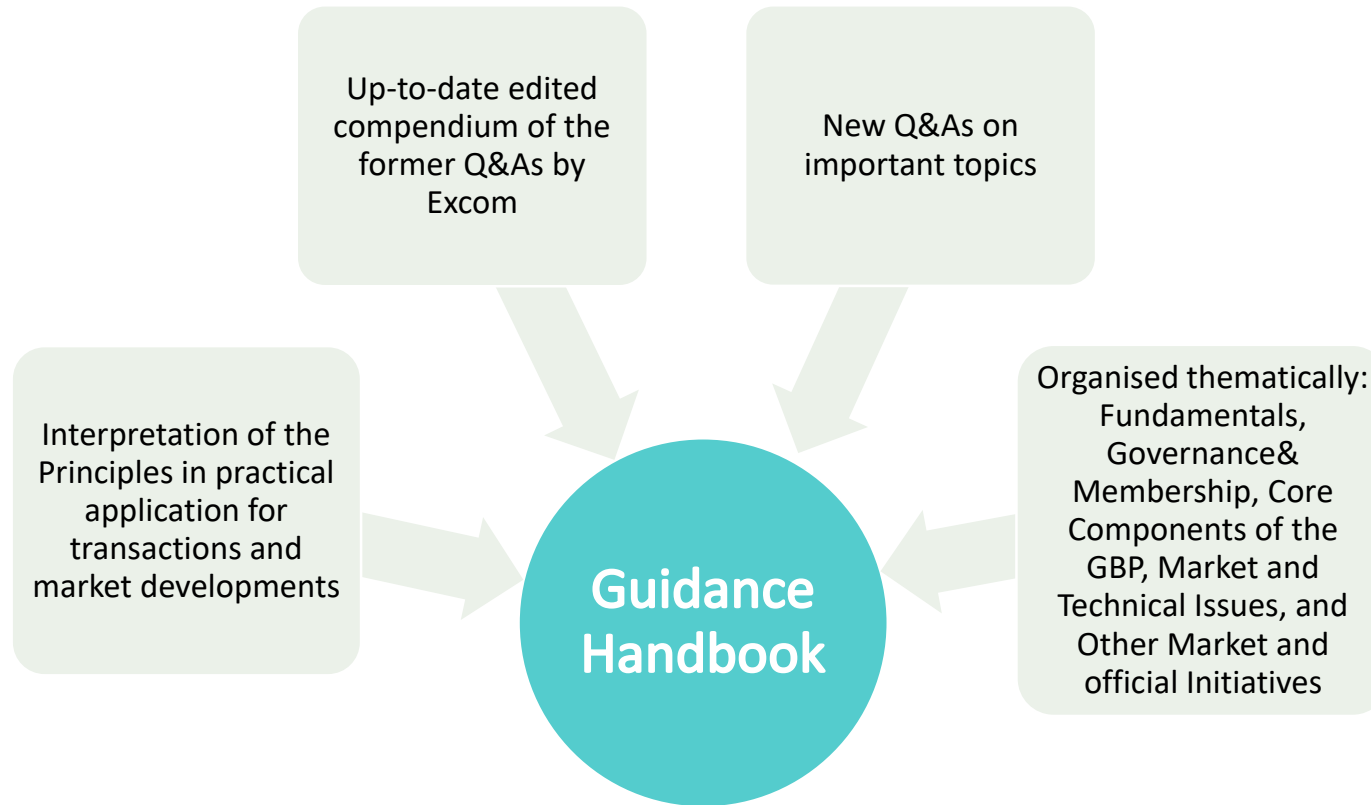 Up-to-date edited
compendium of the
former Q&As by
Excom
New Q&As on
important topics
Interpretation of the
Principles in practical
application for
transactions and
market developments
Organised thematically:
Fundamentals,
Governance&
Membership, Core
Components of the
GBP, Market and
Technical Issues, and
Other Market and
official Initiatives
Guidance
Handbook